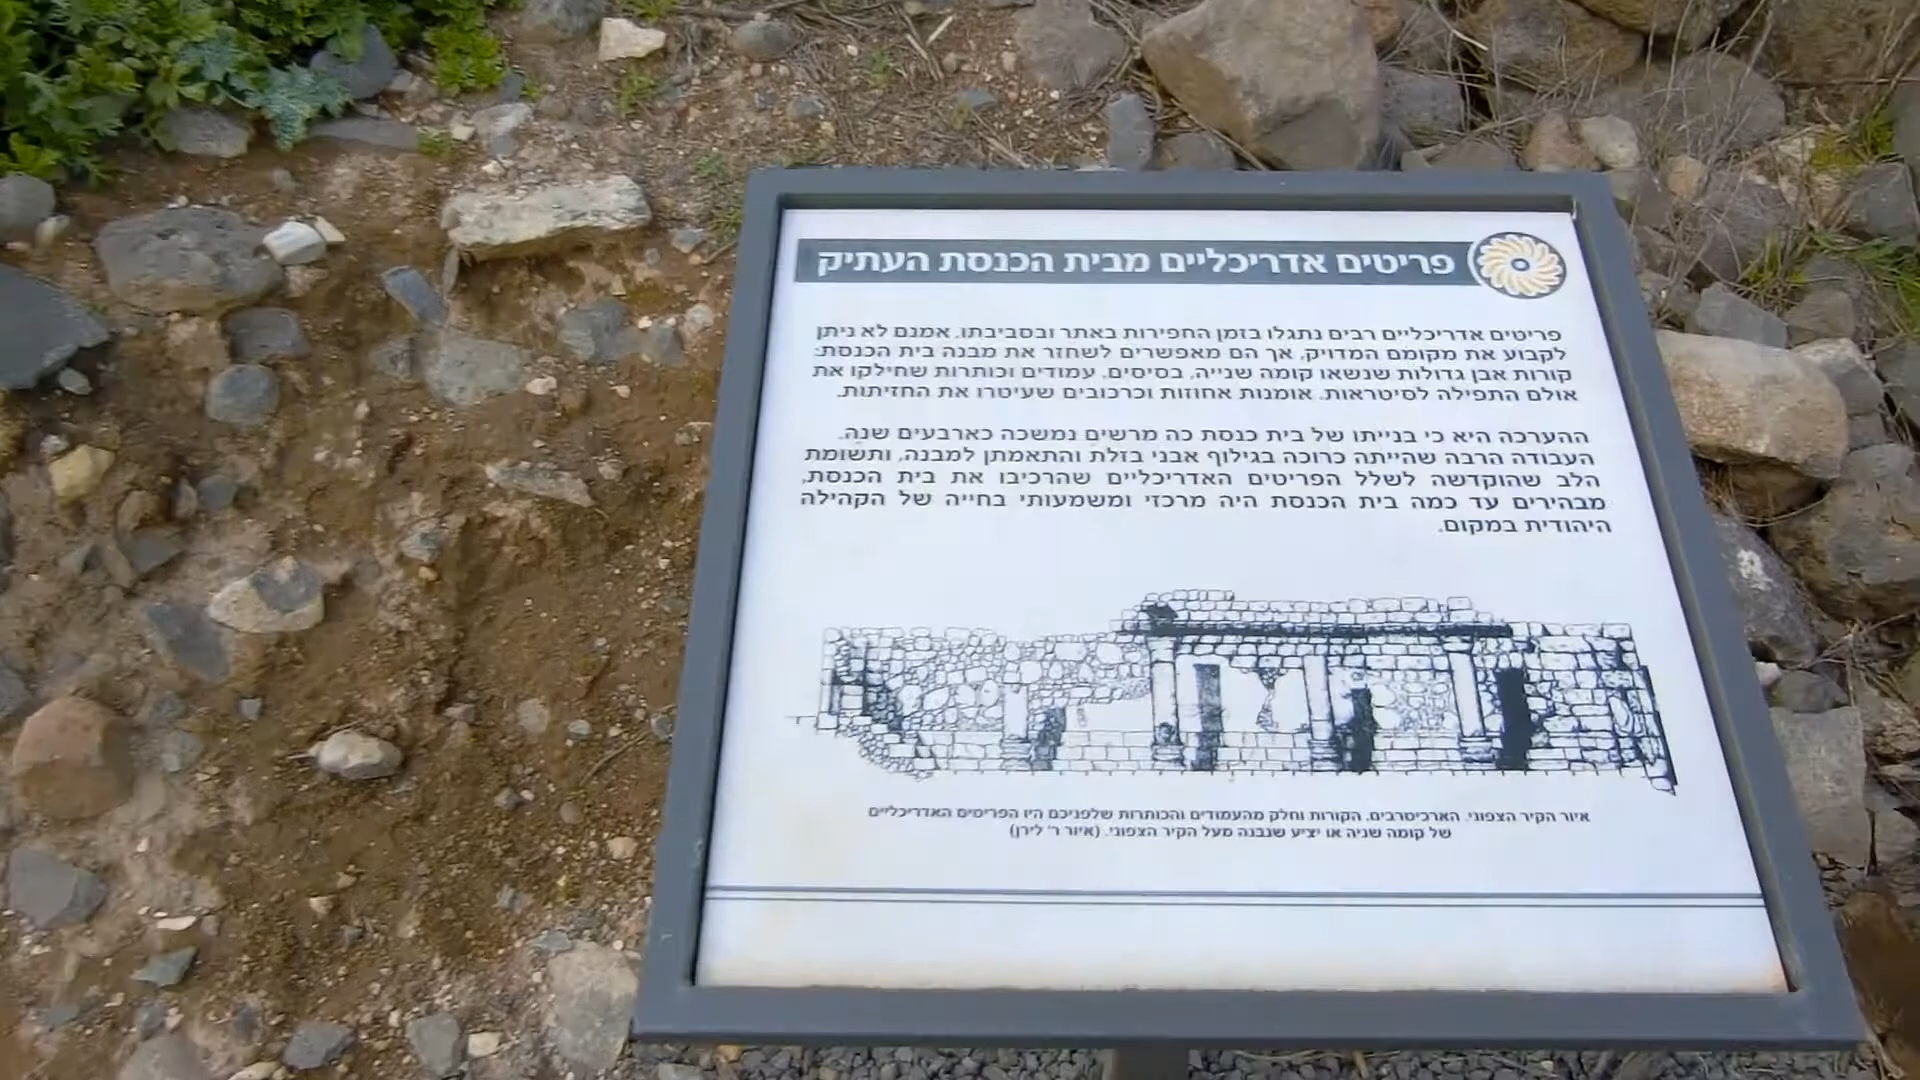 פריטים אדריכליים מבית הכנסת העתיק
פריטים אדריכליים רבים נתגלו בזמן החפירות באתר ובסביבתו. אמנם לא ניתן
לקבוע את מקומם המדויק, אך הם מאפשרים לשחזר את מבנה בית הכנסת:
קורות אבן גדולות שנשאו קומה שנייה, בסיסים, עמודים וכותרות שחילקו את
אולם התפילה לסיטראות. אומנות אחוזות וכרכובים שעיטרו את החזיתות.
ההערכה היא כי בנייתו של בית כנסת כה מרשים נמשכה כארבעים שנה.
העבודה הרבה שהייתה כרוכה בגילוף אבני בזלת והתאמתן למבנה, ותשומת
הלב שהוקדשה לשלל הפריטים האדריכליים שהרכיבו את בית הכנסת,
מבהירים עד כמה בית הכנסת היה מרכזי ומשמעותי בחייה של הקהילה
היהודית במקום.
איור הקיר הצפוני. הארכיטרבים, הקורות וחלק מהעמודים והכותרות שלפניכם היו הפריטים האדריכליים
של קומה שניה או יציע שנבנה מעל הקיר הצפוני. (איור ר' לירן)